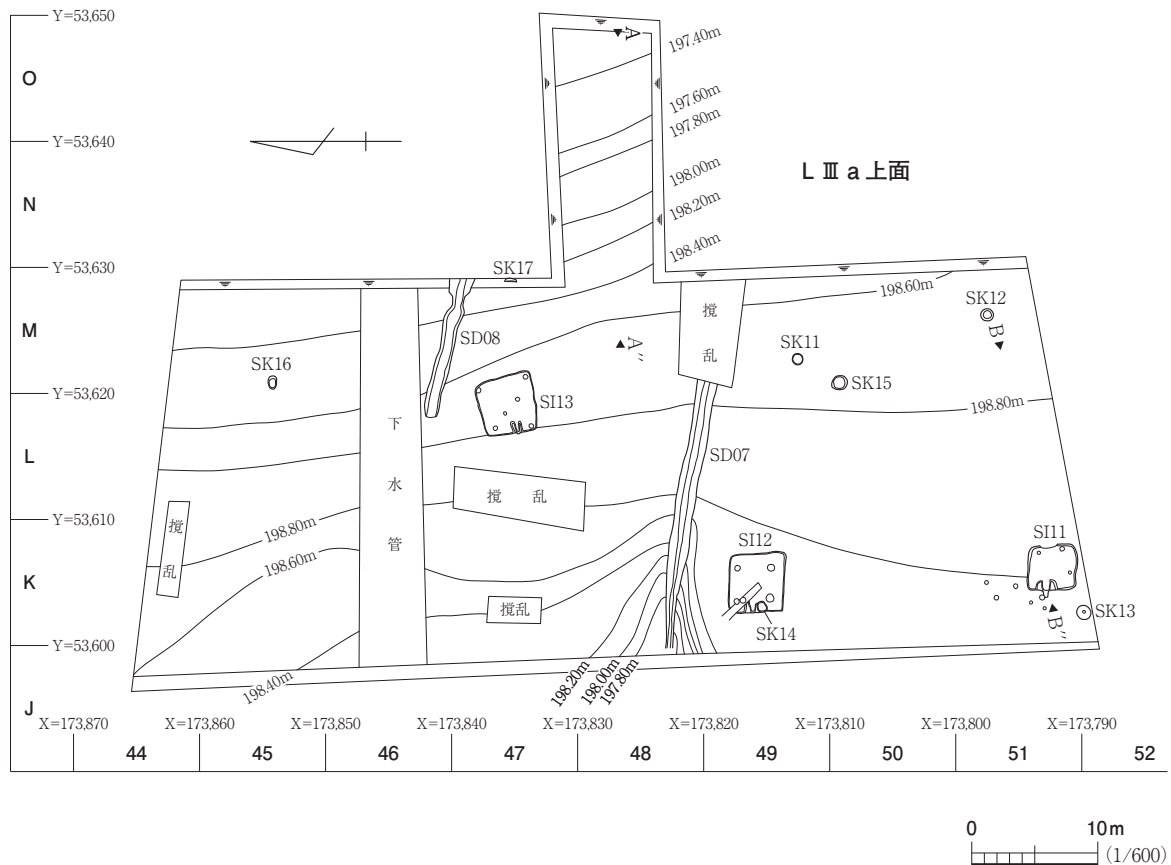 Y=53,650
A
197.40m
O
197.60m
197.80m
Y=53,640
LⅢa上面
198.00m
N
198.20m
198.40m
Y=53,630
SK17
198.60m
SK12
攪
乱
M
SD08
A″
B
SK11
SK16
SK15
Y=53,620
SI13
198.80m
下
水
管
L
SD07
攪 乱
Y=53,610
198.80m
攪
乱
SI12
SI11
198.60m
K
攪乱
SK13
B″
SK14
Y=53,600
198.40m
198.20m
198.00m
197.80m
J
X=173,870
X=173,860
X=173,850
X=173,840
X=173,830
X=173,820
X=173,810
X=173,800
X=173,790
44 45 46 47 48 49 50 51 52
0 10m
(1/600)